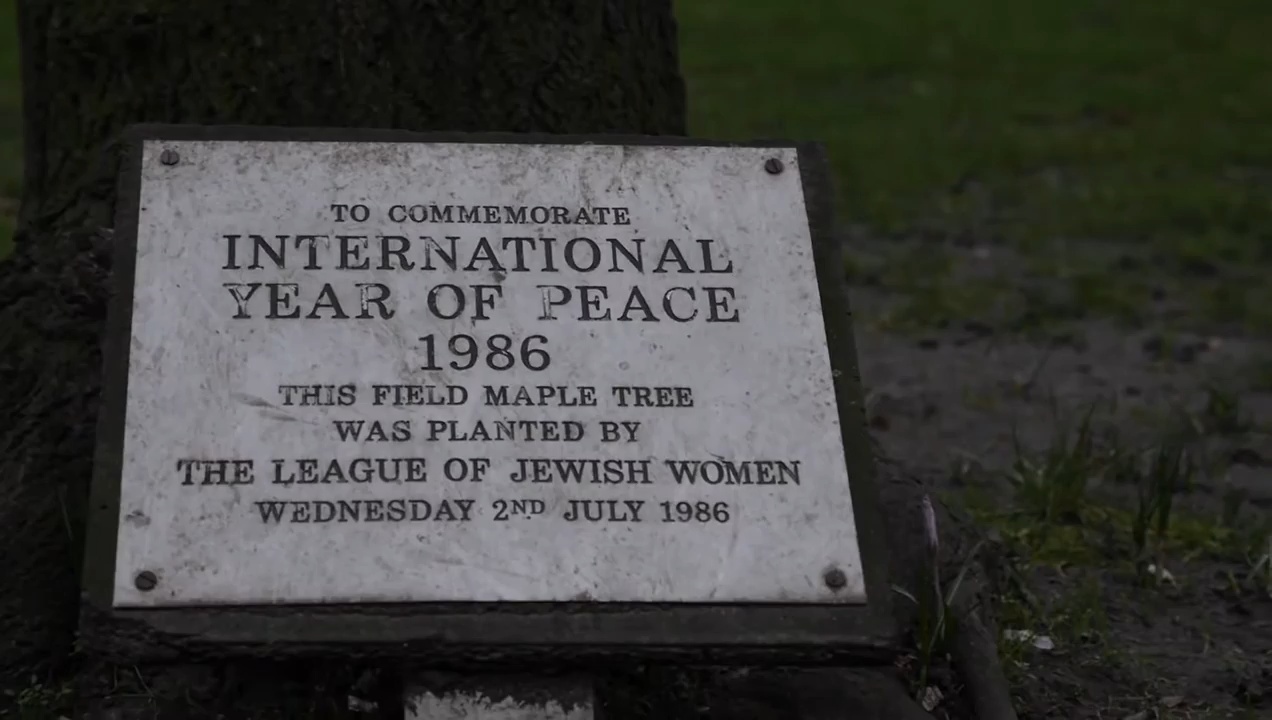 TO COMMEMORATE
INTERNATIONAL
YEAR OF PEACE
1986
THIS FIELD MAPLE TREE
WAS PLANTED BY
THE LEAGUE OF JEWISH WOMEN
WEDNESDAY 2ND JULY 1986